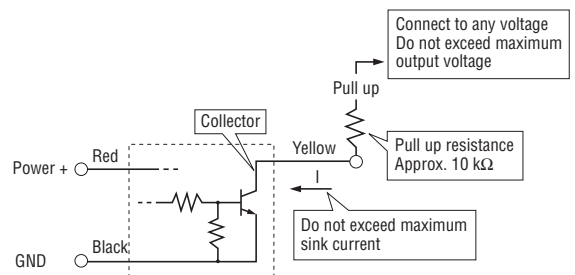 Connect to any voltage
Do not exceed maximum
output voltage
Pull up
Collector
Yellow
Pull up resistance
Approx. 10 kΩ
Power +
Red
I
Do not exceed maximum
sink current
Black
GND